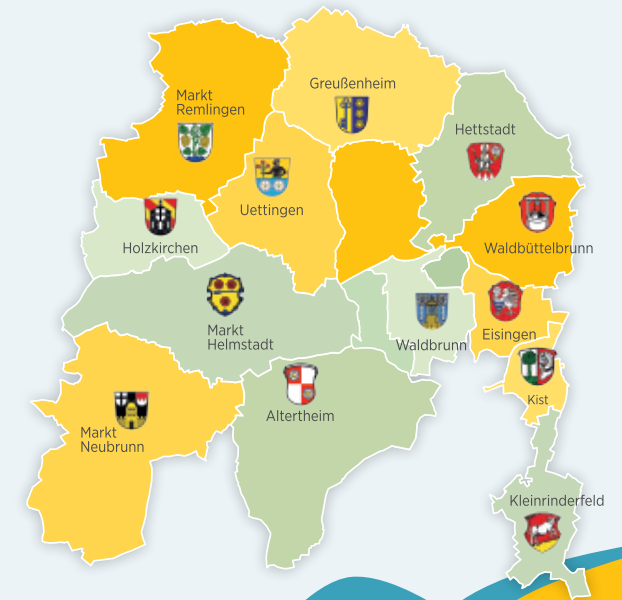 Greußenheim
Markt
Remlingen
Hettstadt
Uettingen
Holzkirchen
Waldbüttelbrunn
Markt
Helmstadt
Eisingen
Waldbrunn
Kist
Altertheim
Markt
Neubrunn
Kleinrinderfeld